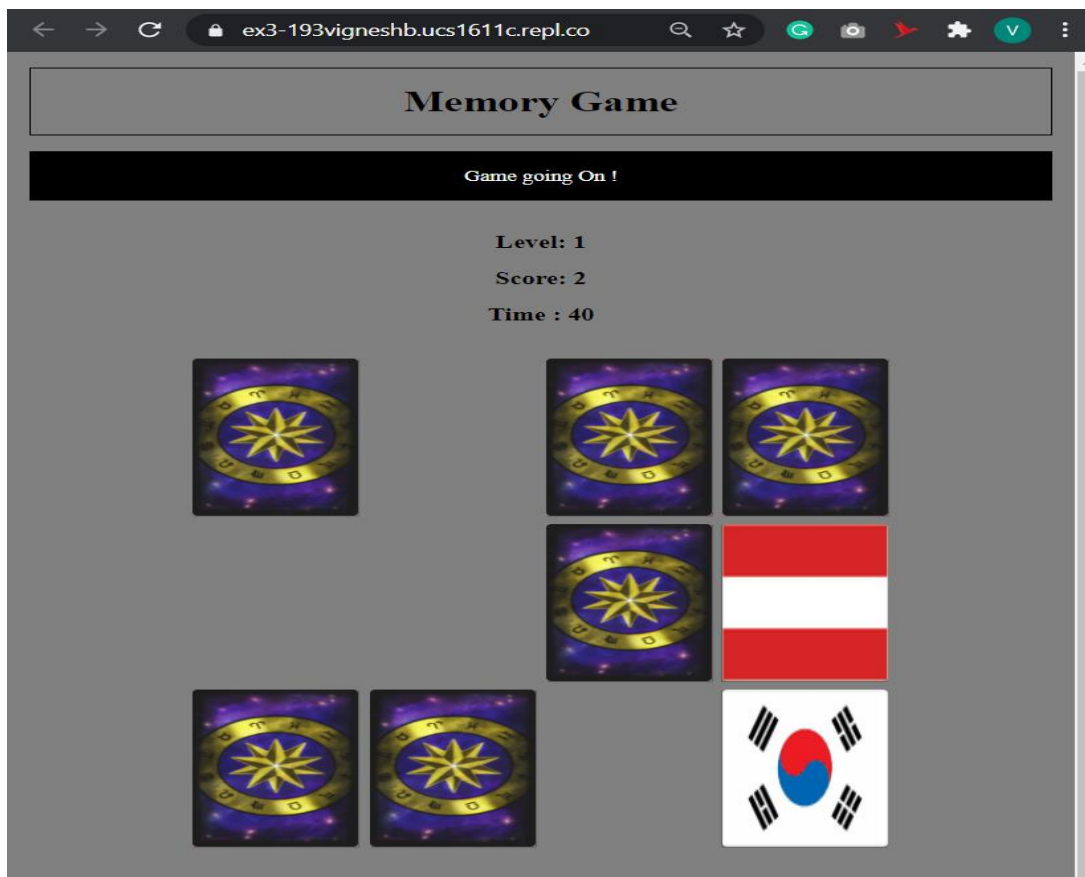 ex3-193vigneshb.ucs1611c.repl.co
V
Memory Game
Game going On !
Level: 1
Score: 2
Time : 40